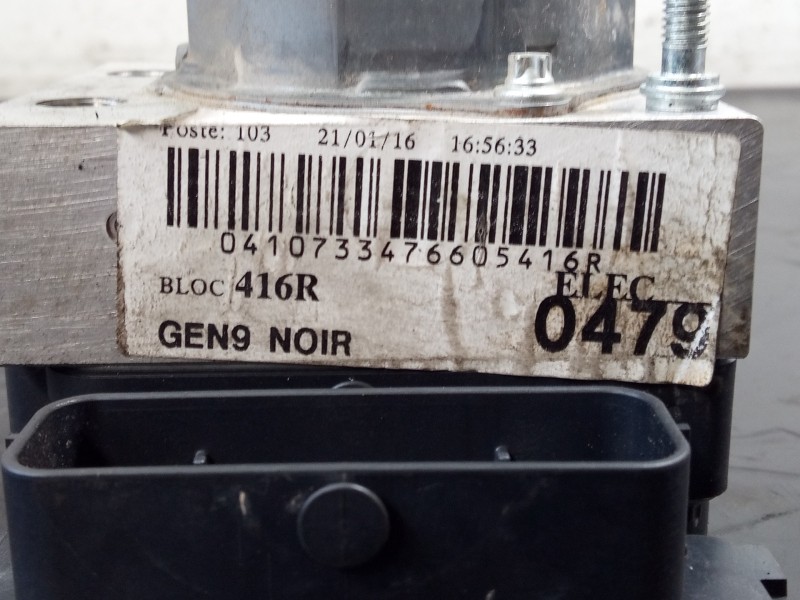 Poste: 103 21/01/16 16:56:33
0410733476605416R
BLOC 416R ELEC
GEN9 NOIR 0479